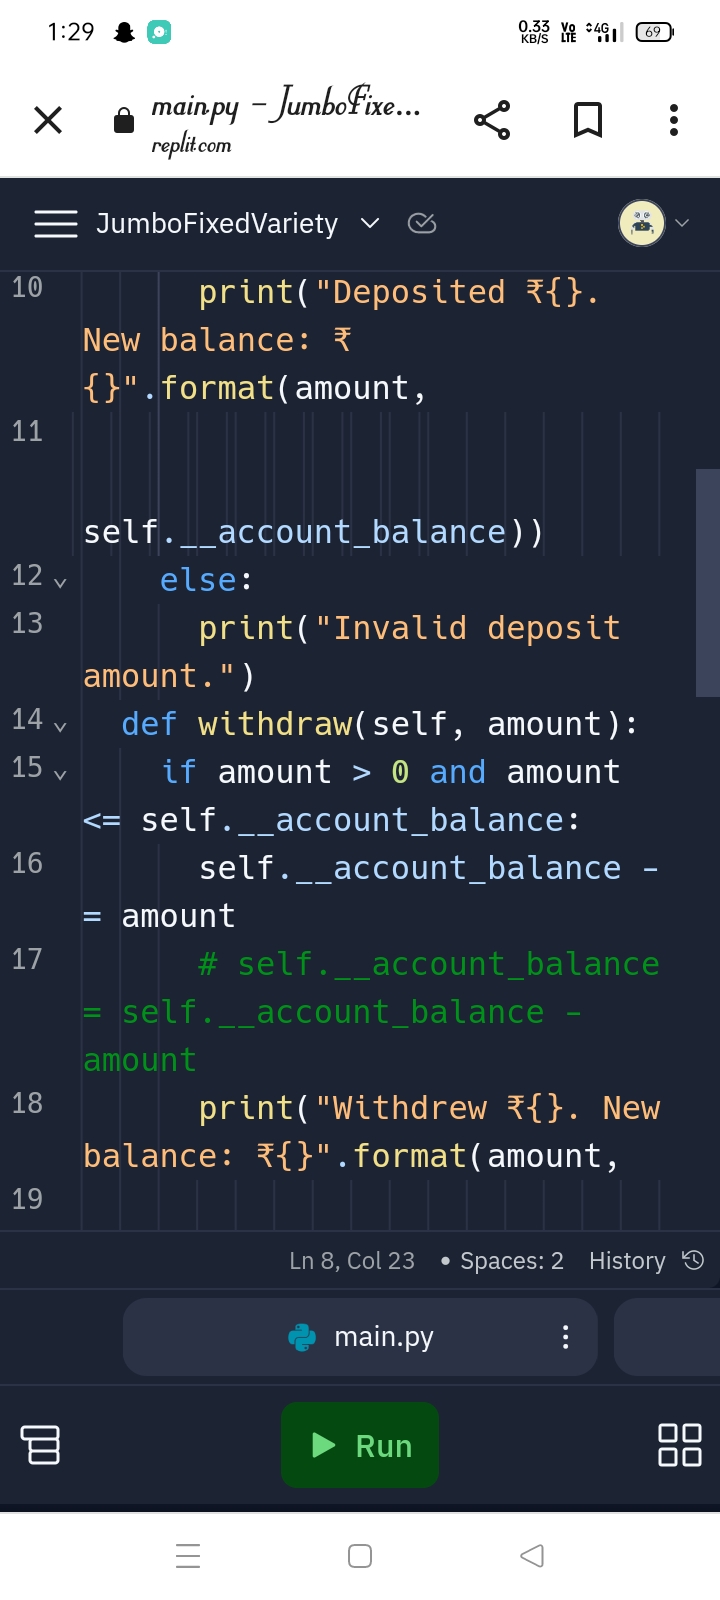 1:29
0.33 KB/S Vo LTE 4G 69
main.py – JumboFixe...
replit.com
JumboFixedVariety
10 print("Deposited ₹{}.
New balance: ₹
{}".format(amount,
11
self.__account_balance))
12 else:
13 print("Invalid deposit
amount.")
14 def withdraw(self, amount):
15 if amount > 0 and amount
<= self.__account_balance:
16 self.__account_balance -
= amount
17 # self.__account_balance
= self.__account_balance -
amount
18 print("Withdrew ₹{}. New
balance: ₹{}".format(amount,
19
Ln 8, Col 23 • Spaces: 2 History
main.py
Run